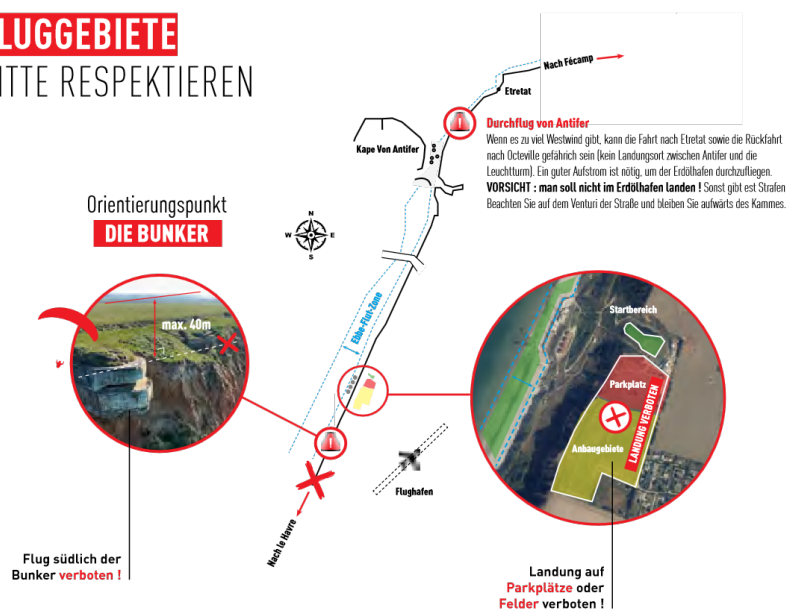 LUGGEBIETE
ITTE RESPEKTIEREN
Nach Fécamp
Etretat
Kape Von Antifer
Durchflug von Antifer
Wenn es zu viel Westwind gibt, kann die Fahrt nach Etretat sowie die Rückfahrt
nach Octeville gefährich sein (kein Landungsort zwischen Antifer und die
Leuchtturm). Ein guter Aufstrom ist nötig, um der Erdölhafen durchzufliegen.
VORSICHT : man soll nicht im Erdölhafen landen ! Sonst gibt est Strafen
Beachten Sie auf dem Venturi der Straße und bleiben Sie aufwärts des Kammes.
Orientierungspunkt
DIE BUNKER
N
W E
S
max. 40m
Ebbe-Flut-Zone
Startbereich
Parkplatz
LANDUNG VERBOTEN
Anbaugebiete
Flughafen
Nach le Havre
Flug südlich der
Bunker verboten !
Landung auf
Parkplätze oder
Felder verboten !